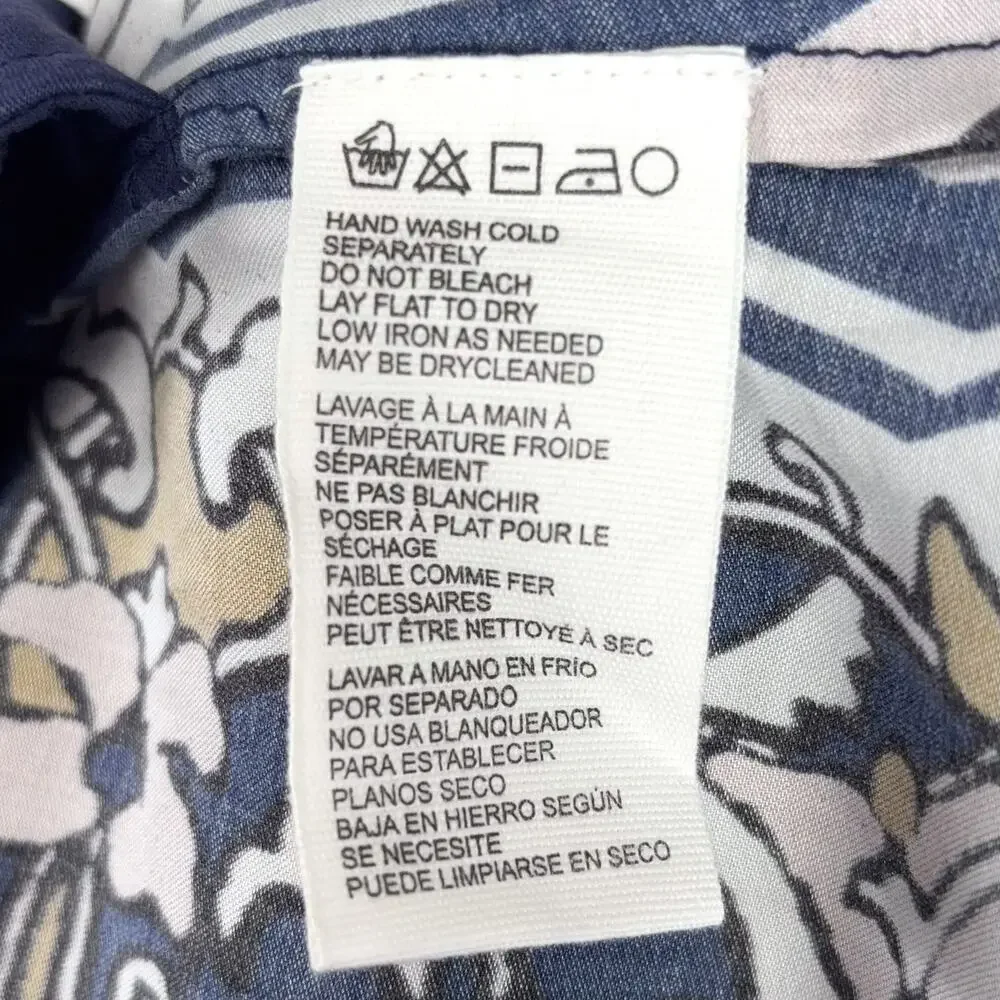 HAND WASH COLD
SEPARATELY
DO NOT BLEACH
LAY FLAT TO DRY
LOW IRON AS NEEDED
MAY BE DRYCLEANED
LAVAGE À LA MAIN À
TEMPÉRATURE FROIDE
SÉPARÉMENT
NE PAS BLANCHIR
POSER À PLAT POUR LE
SÉCHAGE
FAIBLE COMME FER
NÉCESSAIRES
PEUT ÊTRE NETTOYÉ À SEC
LAVAR A MANO EN FRÍO
POR SEPARADO
NO USA BLANQUEADOR
PARA ESTABLECER
PLANOS SECO
BAJA EN HIERRO SEGÚN
SE NECESITE
PUEDE LIMPIARSE EN SECO